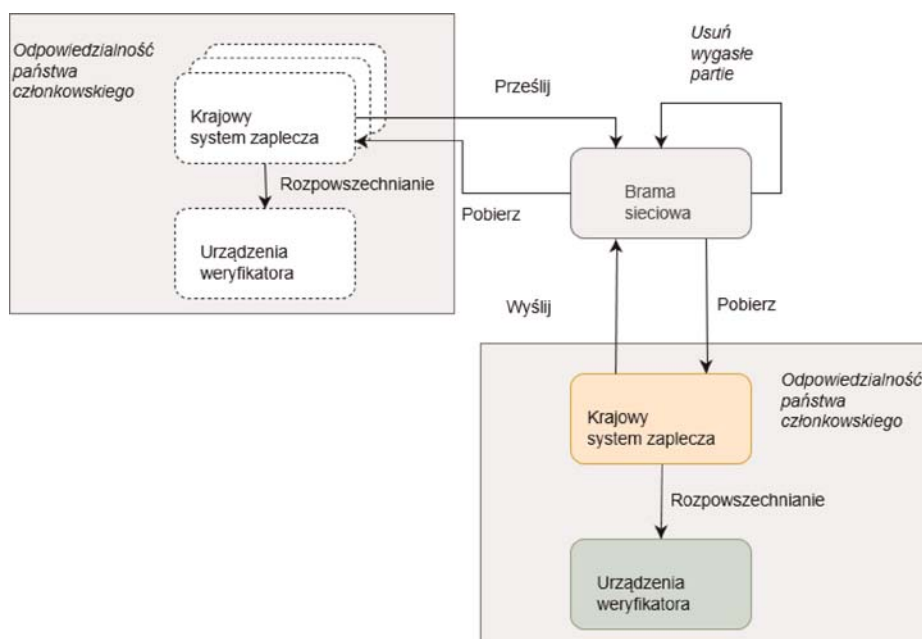 Odpowiedzialność
państwa
członkowskiego
Krajowy
system zaplecza
Rozpowszechnianie
Urządzenia
weryfikatora
Prześlij
Pobierz
Usuń
wygasłe
partie
Brama
sieciowa
Wyślij
Pobierz
Krajowy
system zaplecza
Odpowiedzialność
państwa
członkowskiego
Rozpowszechnianie
Urządzenia
weryfikatora